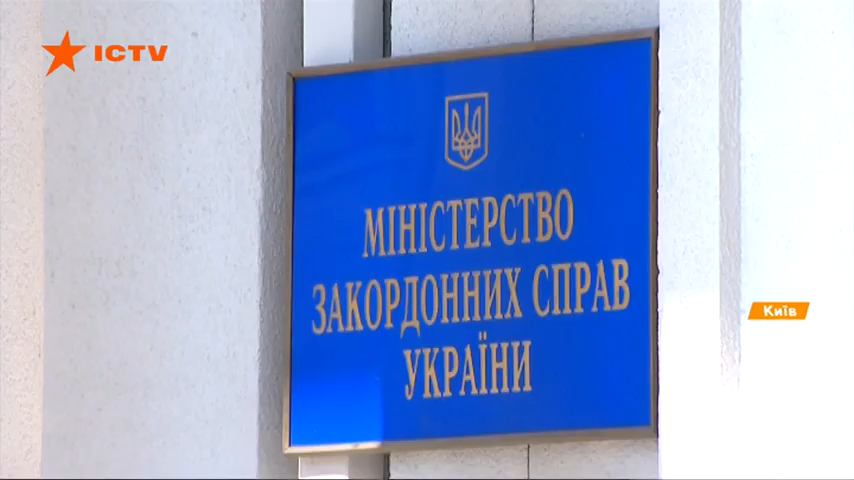 ICTV
МІНІСТЕРСТВО
ЗАКОРДОННИХ СПРАВ
УКРАЇНИ
Київ